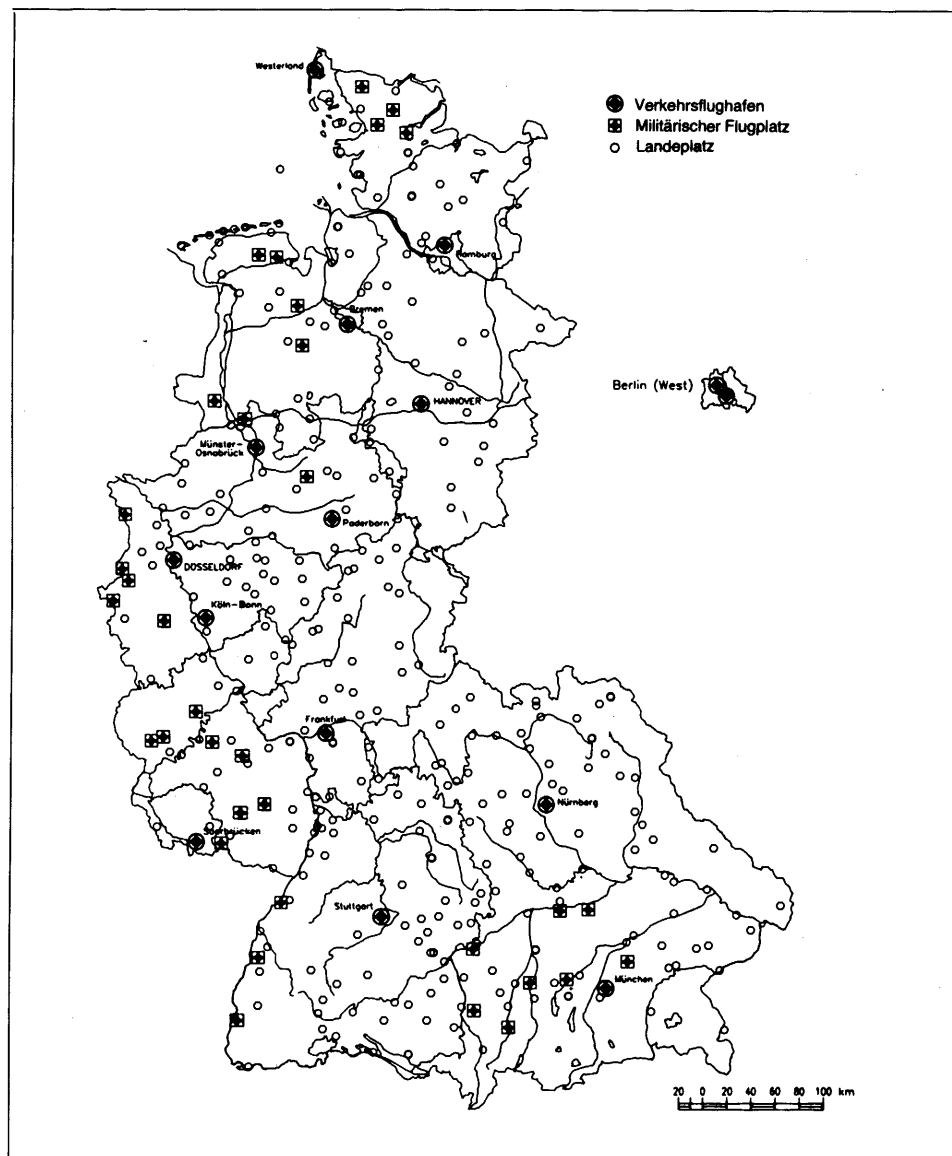 Westerland
Verkehrsflughafen
Militärischer Flugplatz
Landeplatz
Hamburg
Bremen
Berlin (West)
HANNOVER
Münster-
Osnabrück
Paderborn
DÜSSELDORF
Köln-Bonn
Frankfurt
Nürnberg
Saarbrücken
Stuttgart
München
20 0 20 40 60 80 100 km